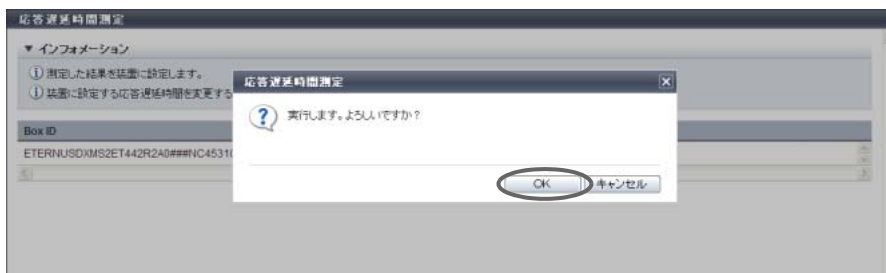 応答遅延時間測定
▼ インフォメーション
測定した結果を装置に設定します。
装置に設定する応答遅延時間を変更する
応答遅延時間測定
実行します。よろしいですか?
OK
キャンセル
Box ID
ETERNUSDXMS2ET442R2A0###NC4531